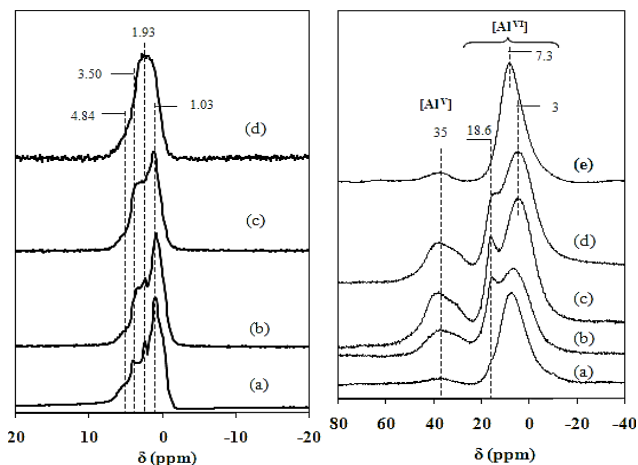 1.93
3.50
1.03
4.84
(d)
(c)
(b)
(a)
20 10 0 -10 -20
δ (ppm)
[Al^VI]
7.3
[Al^V]
35 18.6 3
(e)
(d)
(c)
(b)
(a)
80 60 40 20 0 -20 -40
δ (ppm)